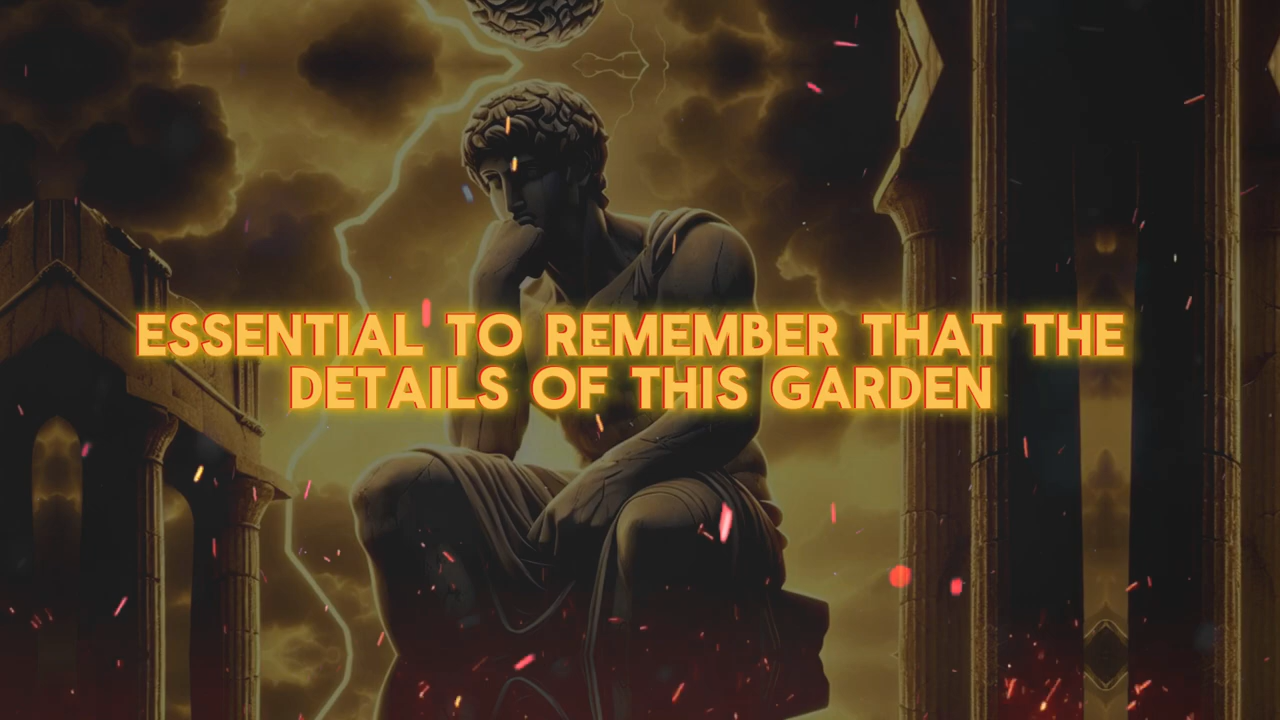 ESSENTIAL TO REMEMBER THAT THE
DETAILS OF THIS GARDEN